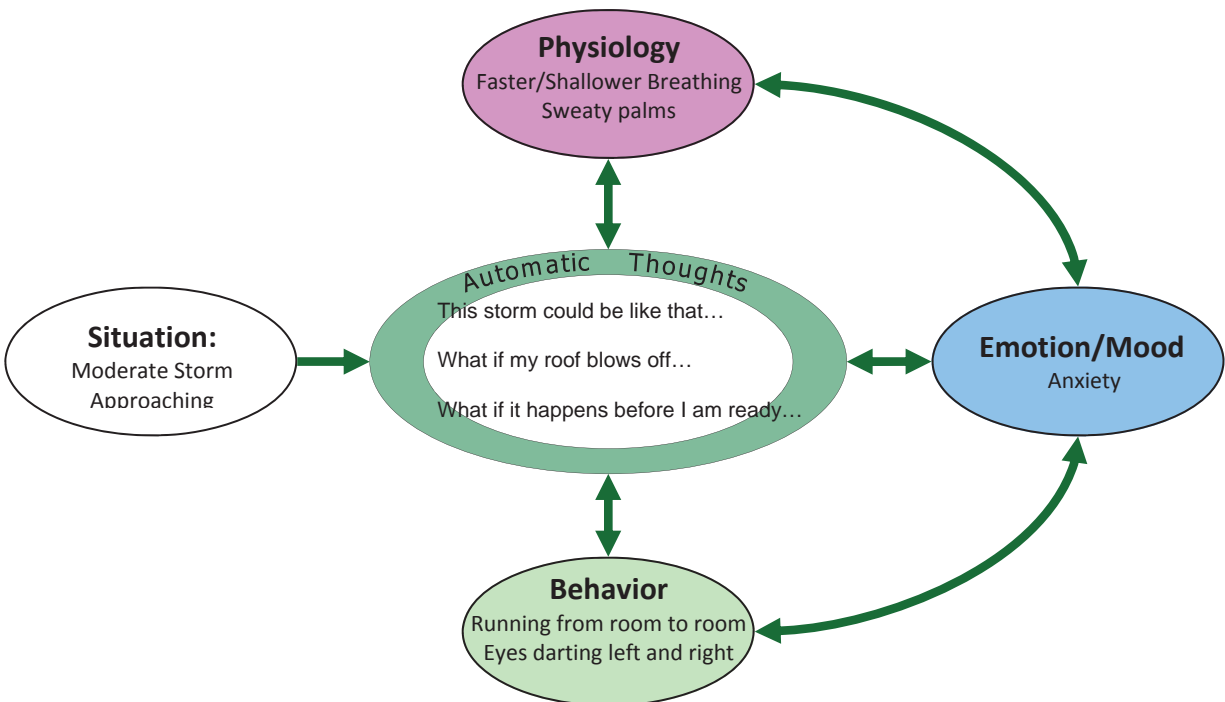 Physiology
Faster/Shallower Breathing
Sweaty palms
Automatic Thoughts
This storm could be like that…
What if my roof blows off…
What if it happens before I am ready…
Situation:
Moderate Storm
Approaching
Emotion/Mood
Anxiety
Behavior
Running from room to room
Eyes darting left and right